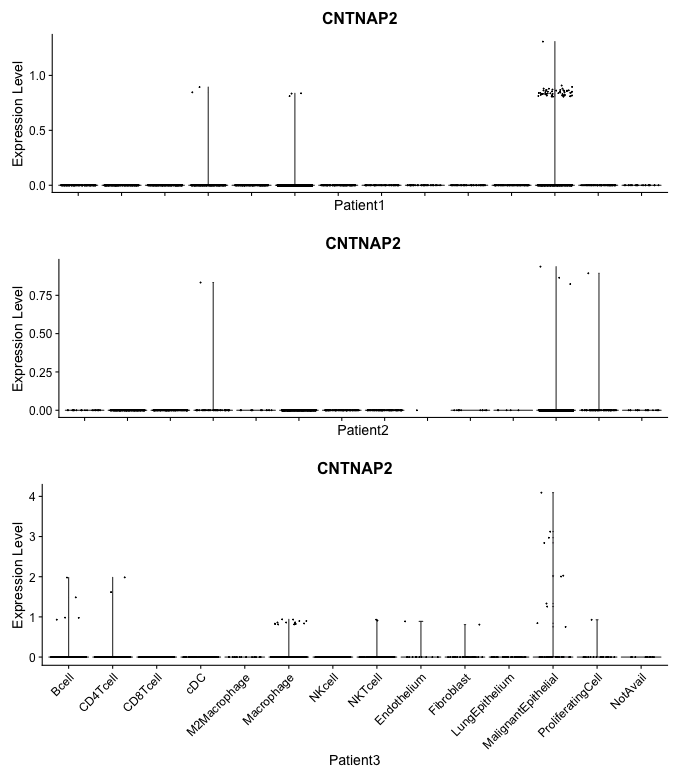 CNTNAP2
Expression Level
1.0
0.5
0.0
Patient1
CNTNAP2
Expression Level
0.75
0.50
0.25
0.00
Patient2
CNTNAP2
Expression Level
4
3
2
1
0
Bcell
CD4Tcell
CD8Tcell
cDC
M2Macrophage
Macrophage
NKcell
NKTcell
Endothelium
Fibroblast
LungEpithelium
MalignantEpithelial
ProliferatingCell
NotAvail
Patient3